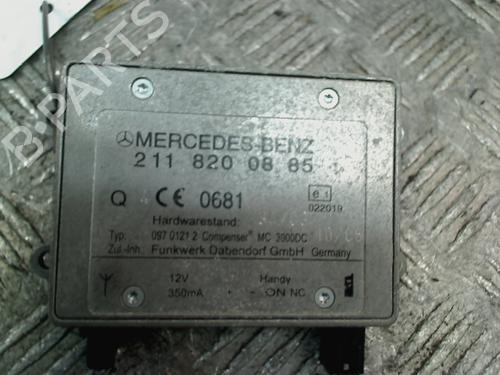 B-PARTS
MERCEDES-BENZ
211 820 08 85
Q CE 0681 e1
022019
Hardwarestand:
Typ: 097 0121 2 Compenser® MC 3900DC
Zul.-Inh. Funkwerk Dabendorf GmbH Germany
12V Handy
350mA ON NC